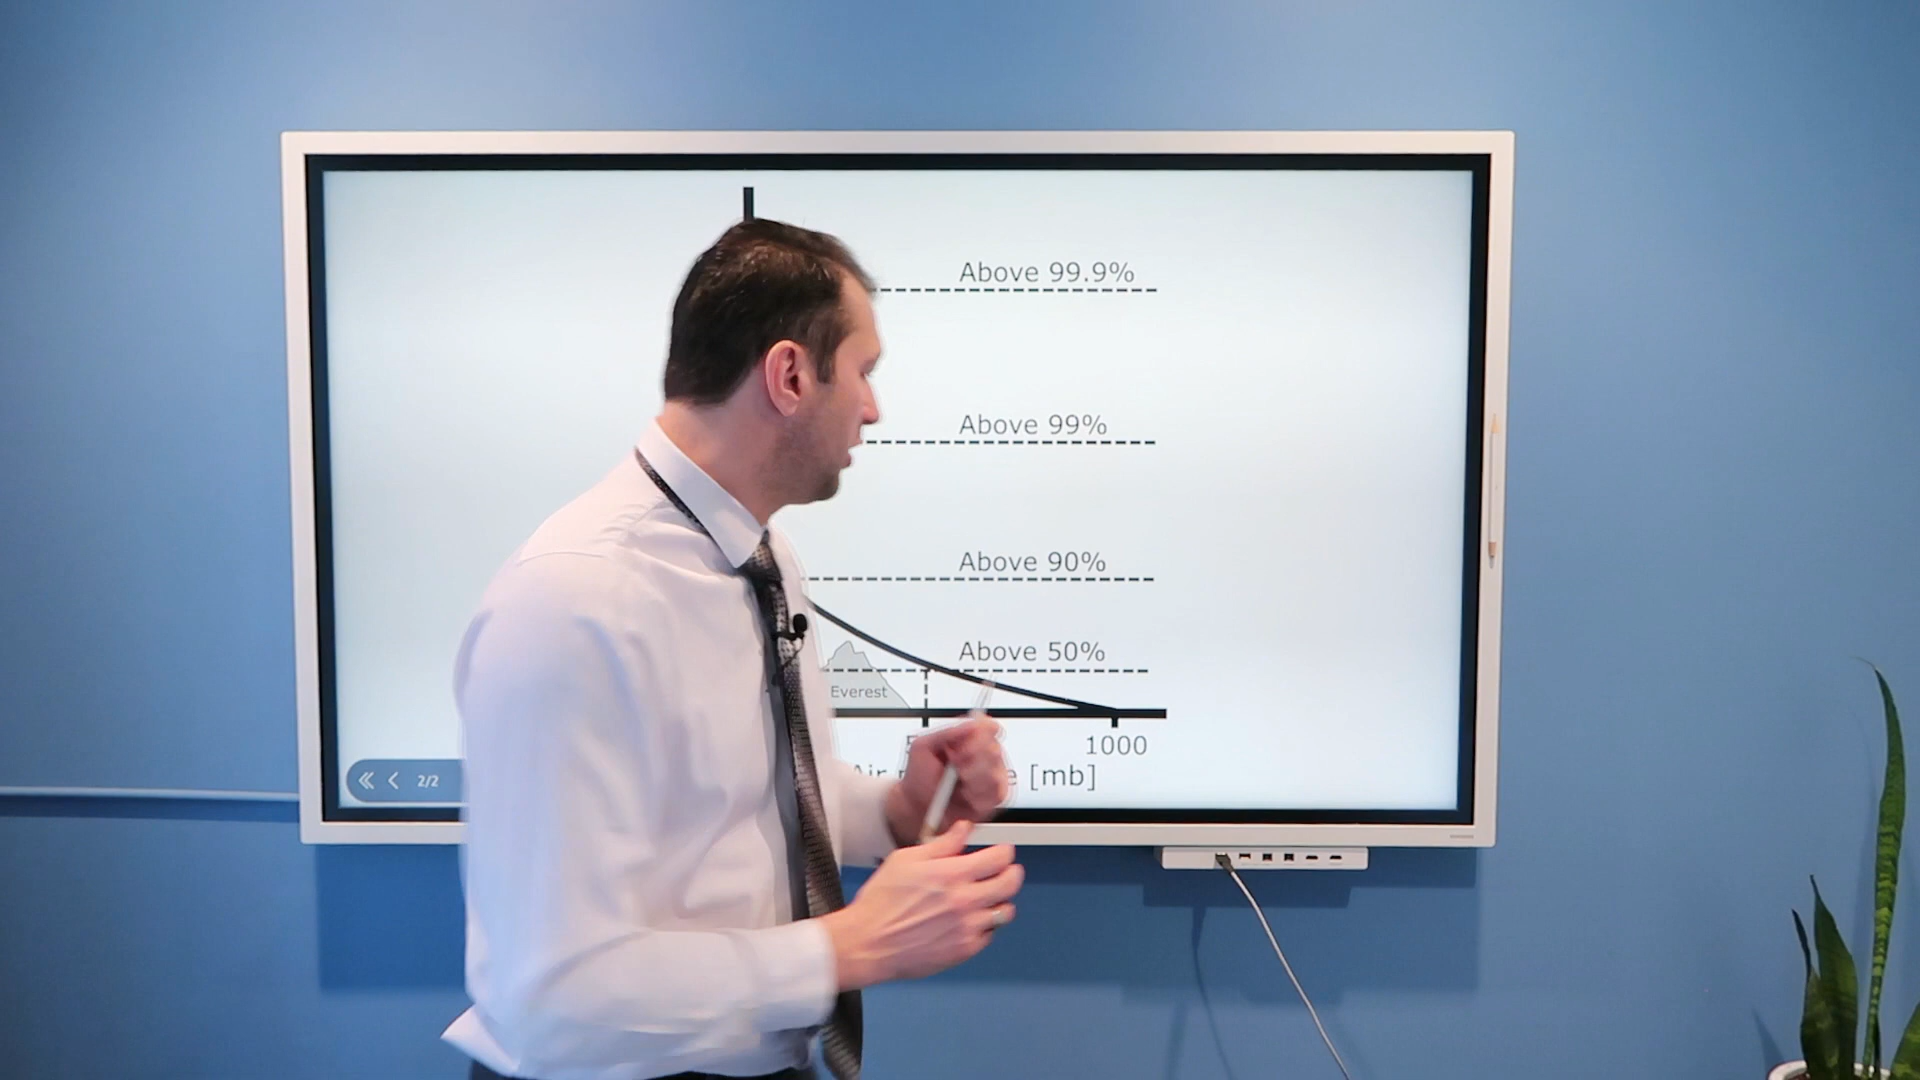 Above 99.9%
Above 99%
Above 90%
Above 50%
Everest
1000
[mb]
2/2